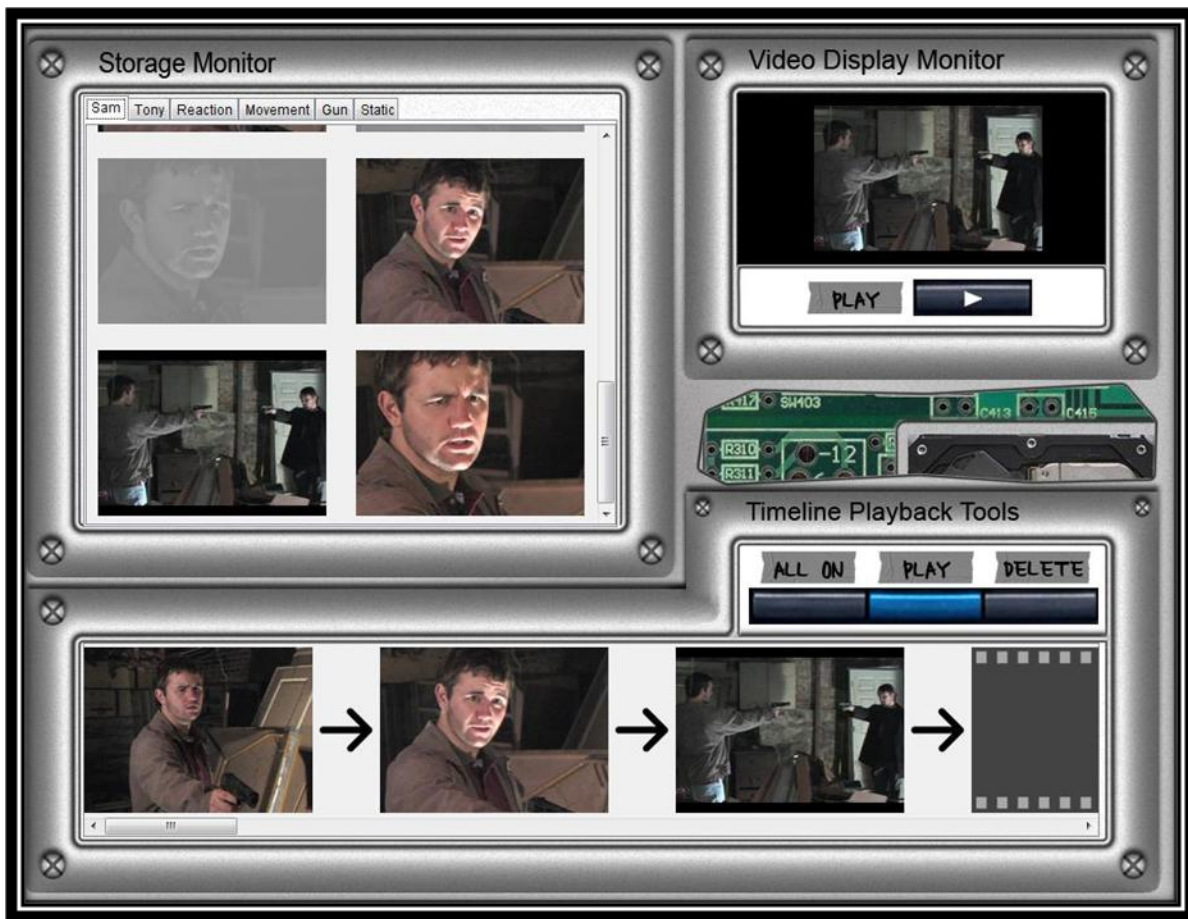 Storage Monitor
Sam Tony Reaction Movement Gun Static
Video Display Monitor
PLAY
SW403
C413
C415
R310
-12
R311
Timeline Playback Tools
ALL ON PLAY DELETE